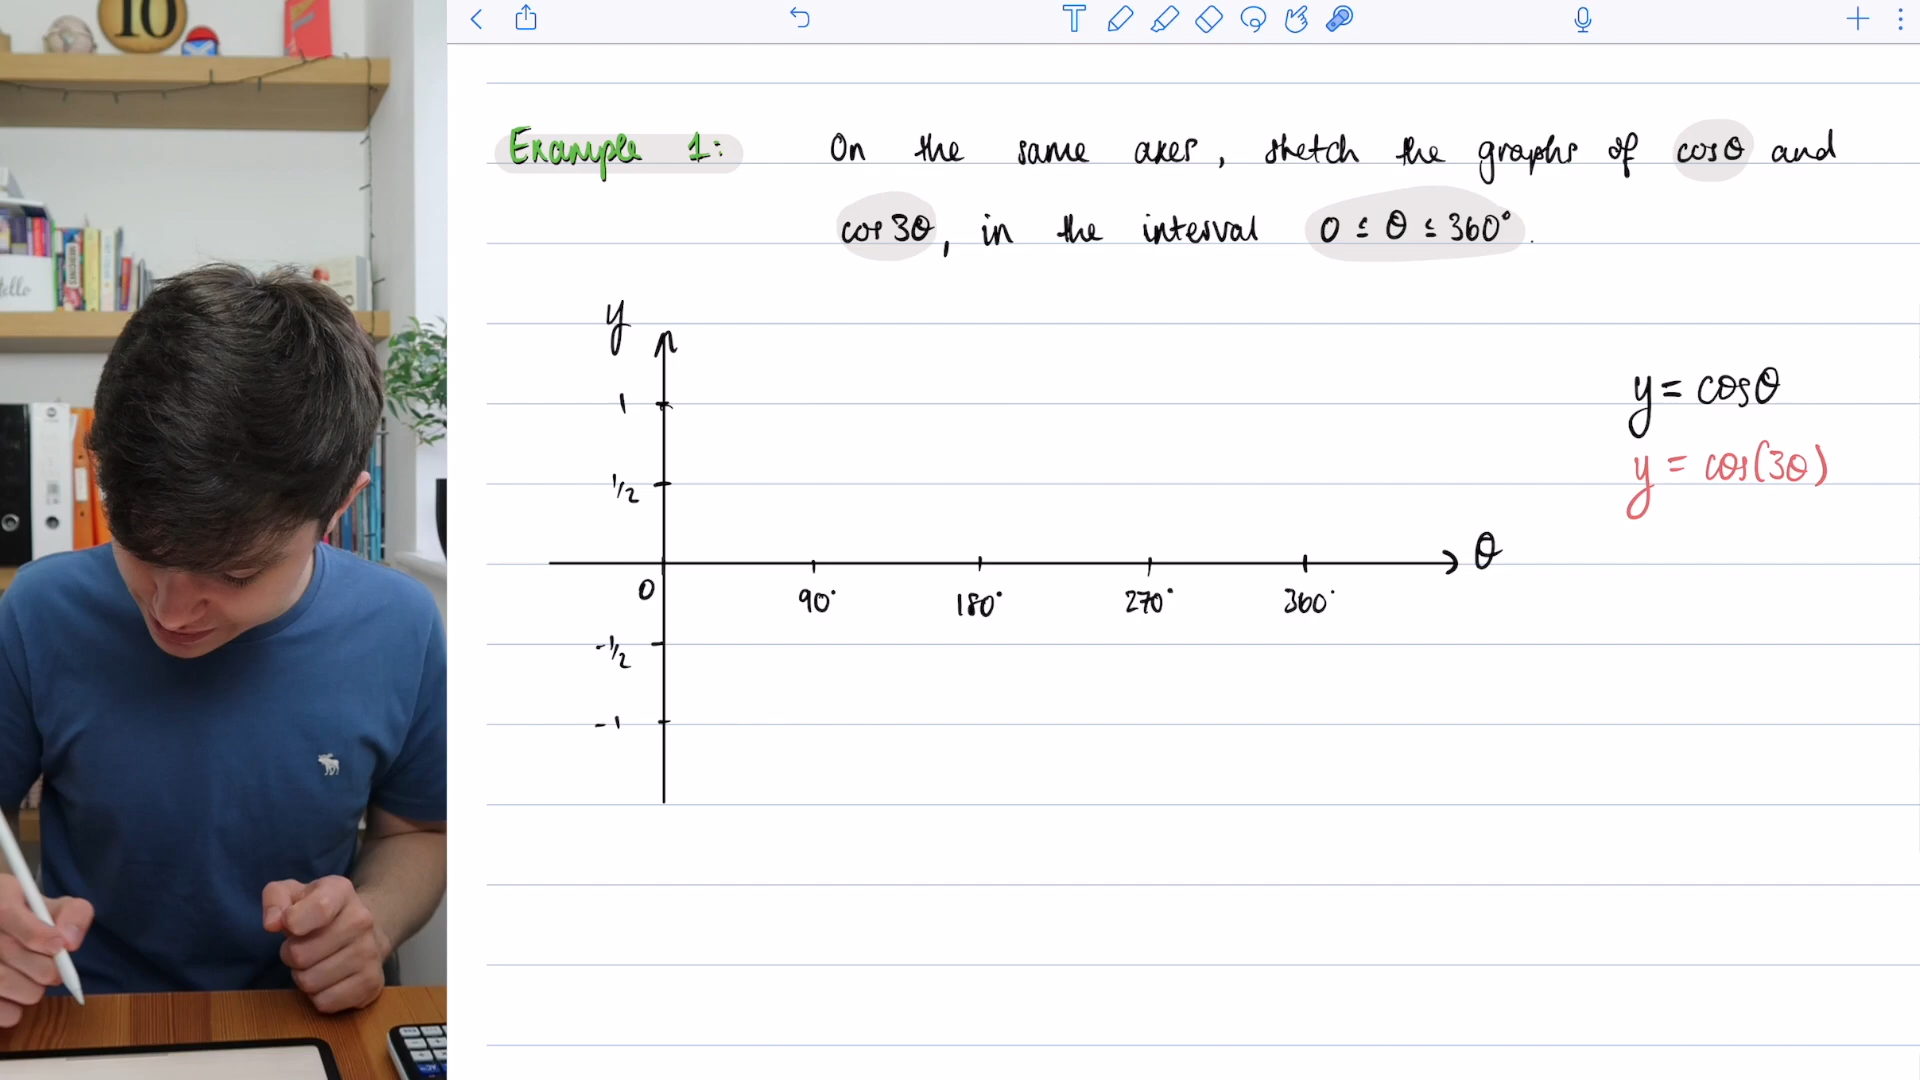 10
Hello
Example 1: On the same axes, sketch the graphs of cosθ and
cos3θ, in the interval 0 ≤ θ ≤ 360°.
y
1
1/2
0
-1/2
-1
90°
180°
270°
360°
θ
y = cosθ
y = cos(3θ)